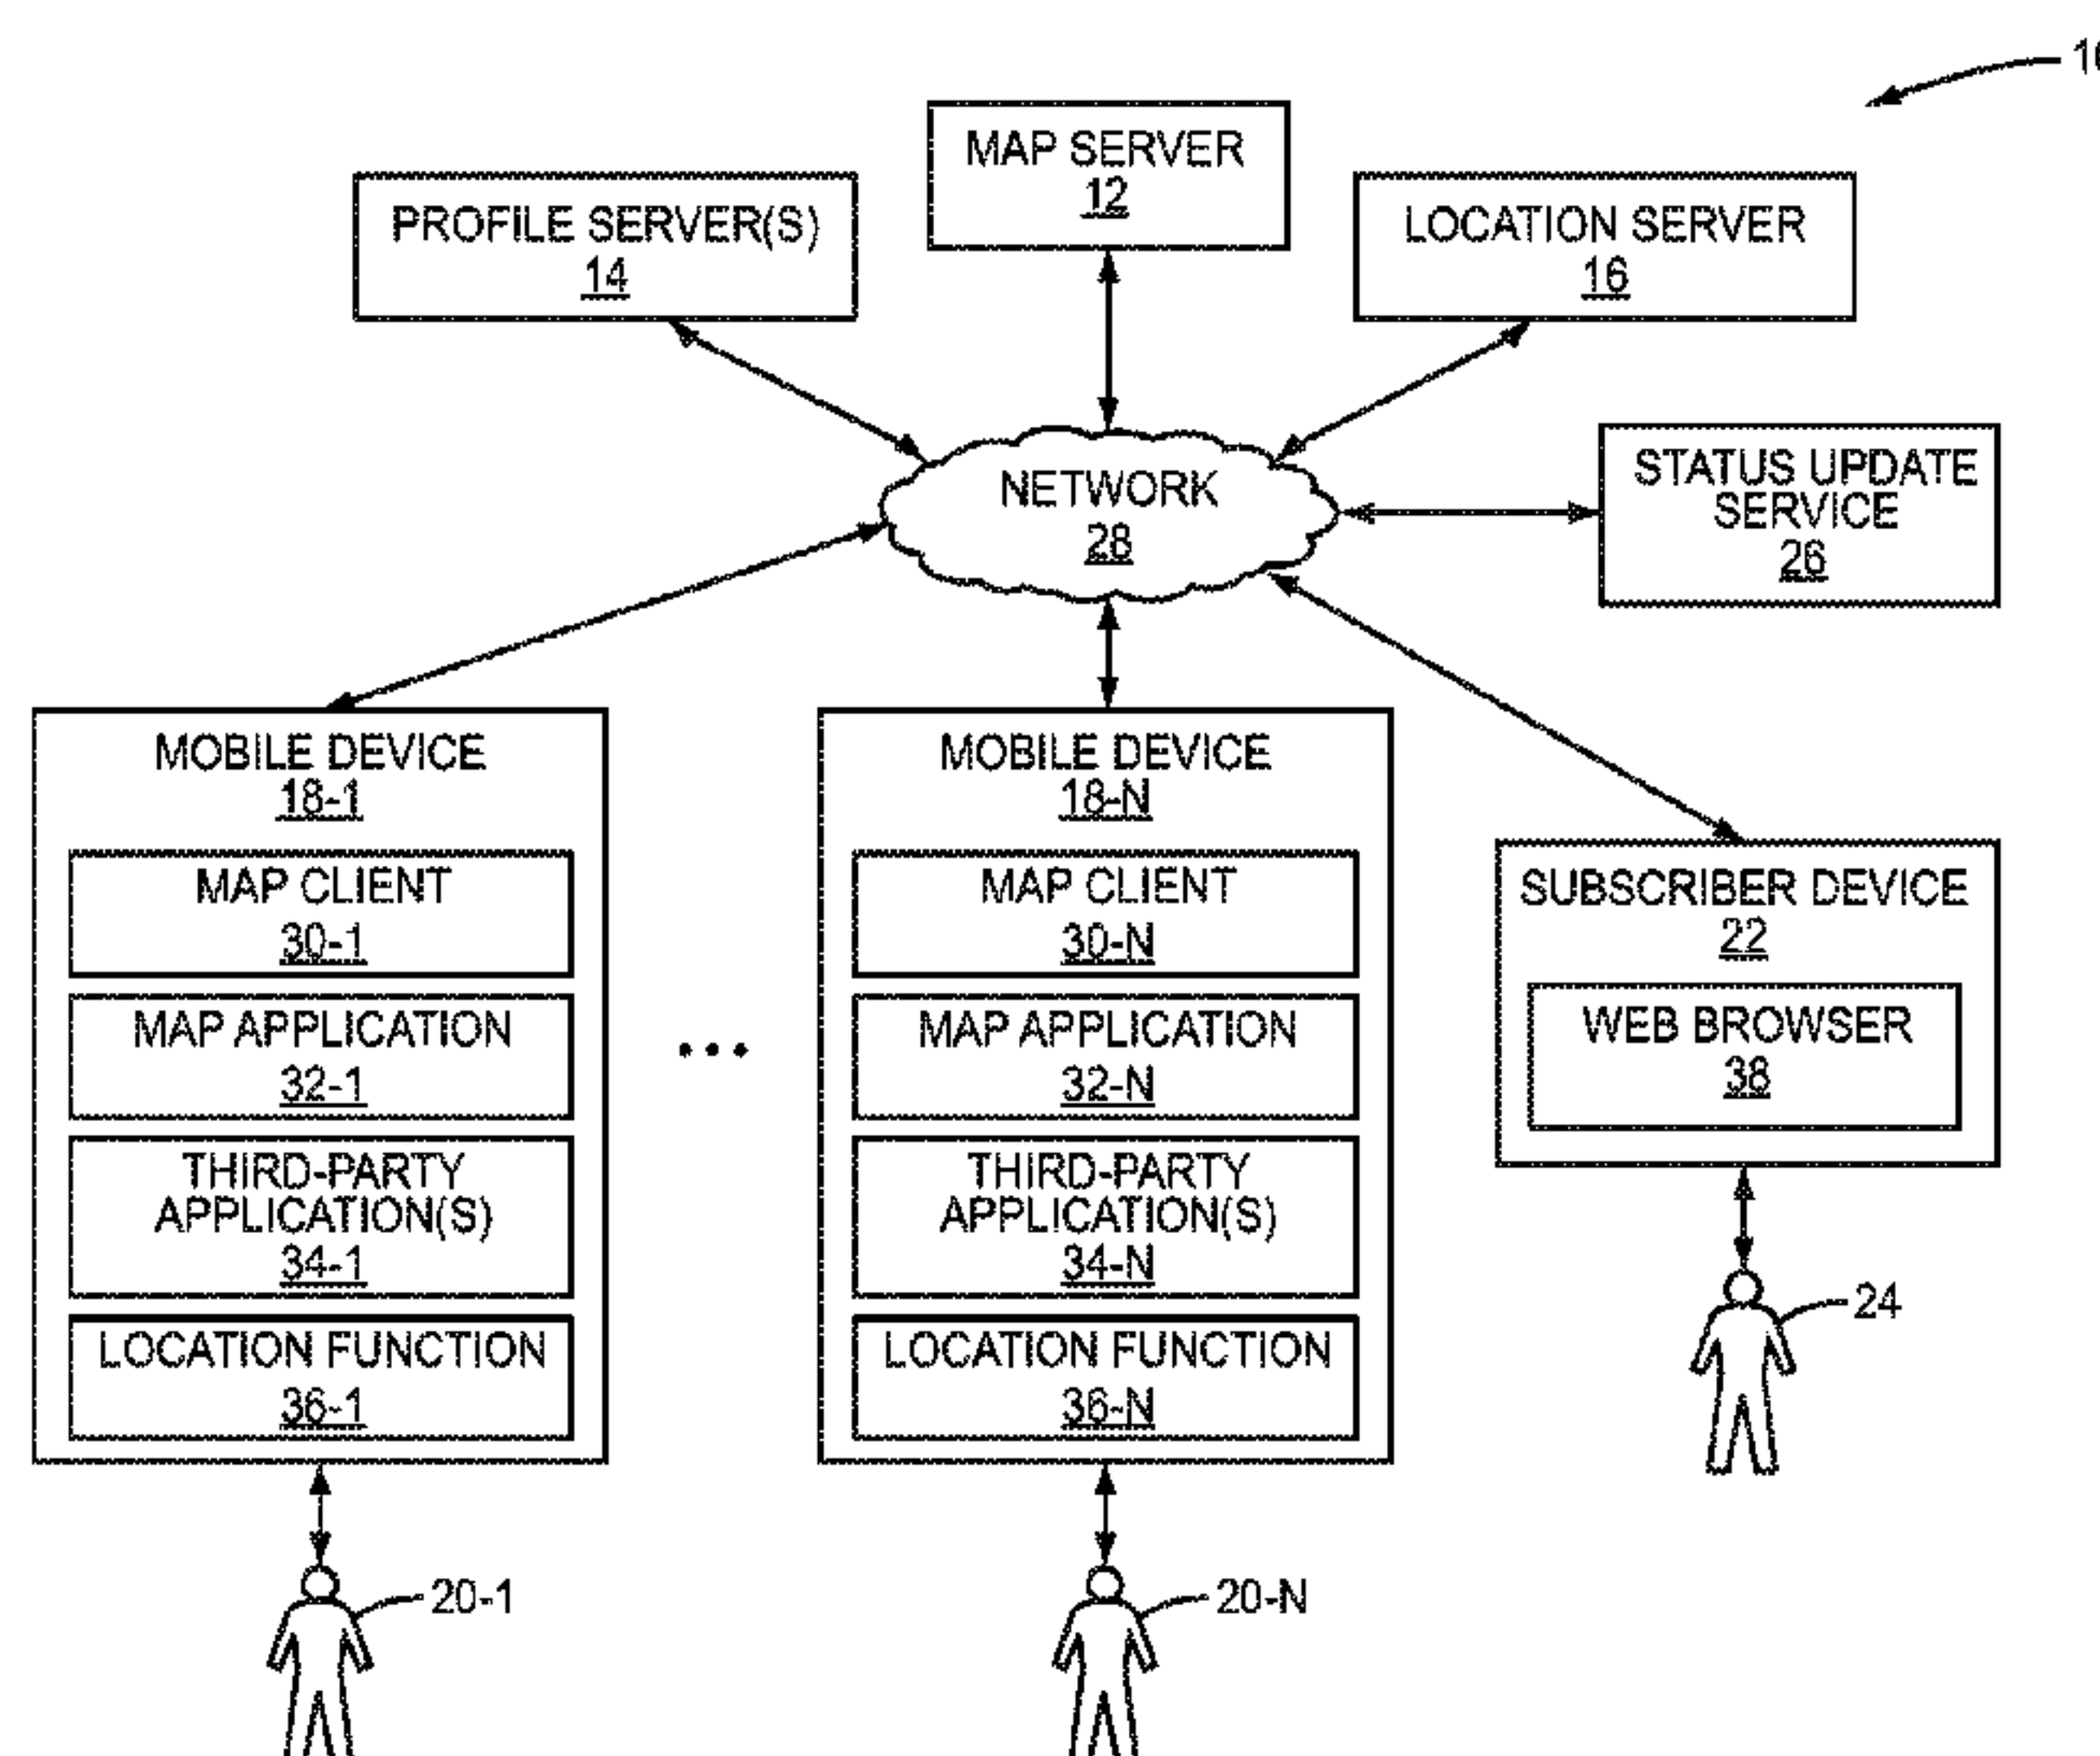 MAP SERVER
12
PROFILE SERVER(S)
14
LOCATION SERVER
16
NETWORK
28
STATUS UPDATE
SERVICE
26
MOBILE DEVICE
18-1
MAP CLIENT
30-1
MAP APPLICATION
32-1
THIRD-PARTY
APPLICATION(S)
34-1
LOCATION FUNCTION
36-1
•••
MOBILE DEVICE
18-N
MAP CLIENT
30-N
MAP APPLICATION
32-N
THIRD-PARTY
APPLICATION(S)
34-N
LOCATION FUNCTION
36-N
SUBSCRIBER DEVICE
22
WEB BROWSER
38
24
20-1
20-N